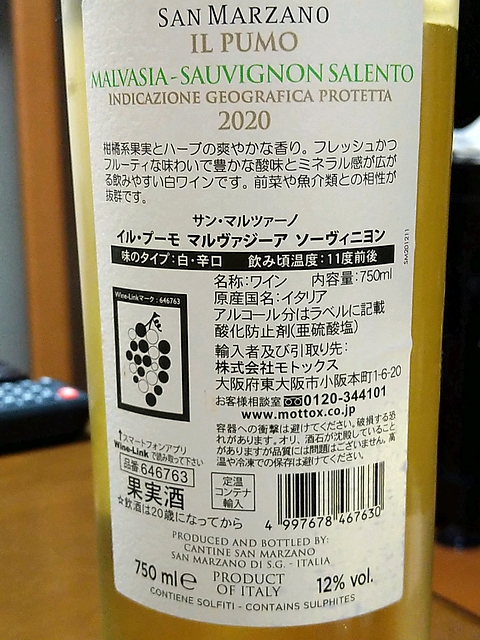 SAN MARZANO
IL PUMO
MALVASIA-SAUVIGNON SALENTO
INDICAZIONE GEOGRAFICA PROTETTA
2020
柑橘系果実とハーブの爽やかな香り。フレッシュかつ
フルーティな味わいで豊かな酸味とミネラル感が広が
る飲みやすい白ワインです。前菜や魚介類との相性が
抜群です。
サン・マルツァーノ
イル・プーモ マルヴァジーア ソーヴィニヨン
味のタイプ:白・辛口 飲み頃温度:11度前後
Wine-Linkマーク:646763
名称:ワイン 内容量:750ml
原産国名:イタリア
アルコール分はラベルに記載
酸化防止剤(亜硫酸塩)
輸入者及び引取り先:
株式会社モトックス
大阪府東大阪市小阪本町1-6-20
お客様相談室 0120-344101
www.mottox.co.jp
容器への衝撃は避けてください。破損する恐
れがあります。オリ、酒石が沈殿していること
がありますが品質には問題はございません。高
温や冷凍での保存は避けてください。
↑スマートフォンアプリ
Wine-Linkで読み取って下さい
品番646763
果実酒
定温
コンテナ
輸入
☆飲酒は20歳になってから
4 997678 467630
PRODUCED AND BOTTLED BY:
CANTINE SAN MARZANO
SAN MARZANO DI S.G. - ITALIA
750 ml e PRODUCT
OF ITALY 12% vol.
CONTIENE SOLFITI - CONTAINS SULPHITES